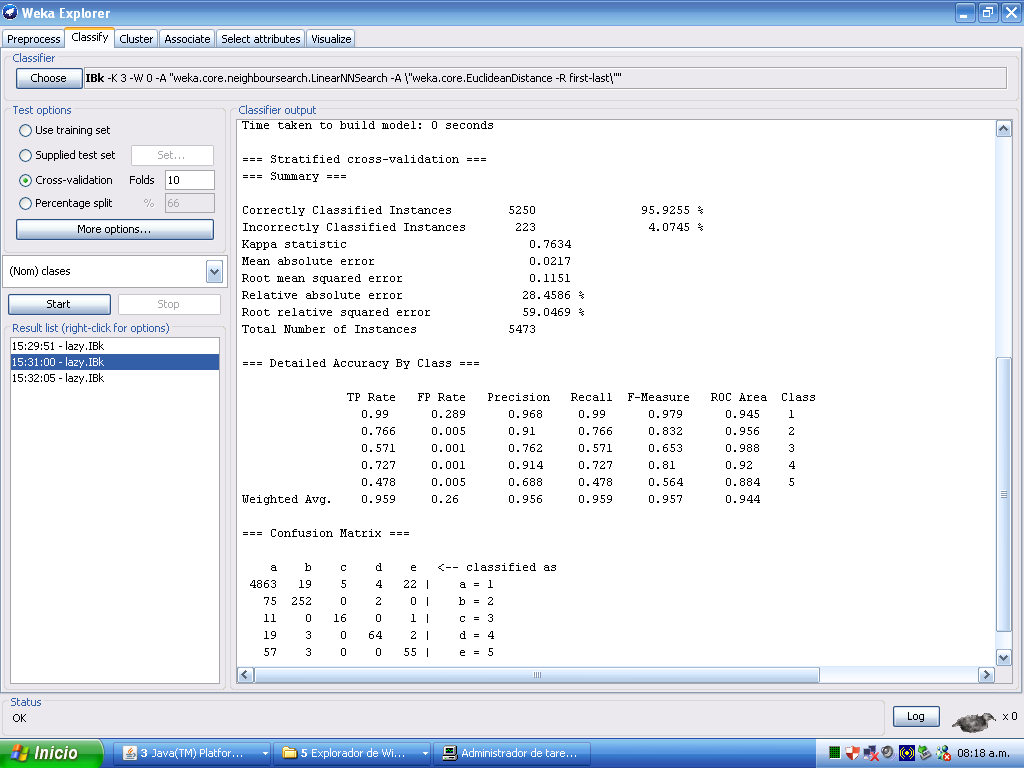 Weka Explorer
Preprocess Classify Cluster Associate Select attributes Visualize
Classifier
Choose IBk -K 3 -W 0 -A "weka.core.neighboursearch.LinearNNSearch -A \"weka.core.EuclideanDistance -R first-last\""
Test options
Use training set
Supplied test set Set...
Cross-validation Folds 10
Percentage split % 66
More options...
(Nom) clases
Start Stop
Result list (right-click for options)
15:29:51 - lazy.IBk
15:31:00 - lazy.IBk
15:32:05 - lazy.IBk
Classifier output
Time taken to build model: 0 seconds
=== Stratified cross-validation ===
=== Summary ===
Correctly Classified Instances 5250 95.9255 %
Incorrectly Classified Instances 223 4.0745 %
Kappa statistic 0.7634
Mean absolute error 0.0217
Root mean squared error 0.1151
Relative absolute error 28.4586 %
Root relative squared error 59.0469 %
Total Number of Instances 5473
=== Detailed Accuracy By Class ===
TP Rate FP Rate Precision Recall F-Measure ROC Area Class
0.99 0.289 0.968 0.99 0.979 0.945 1
0.766 0.005 0.91 0.766 0.832 0.956 2
0.571 0.001 0.762 0.571 0.653 0.988 3
0.727 0.001 0.914 0.727 0.81 0.92 4
0.478 0.005 0.688 0.478 0.564 0.884 5
Weighted Avg. 0.959 0.26 0.956 0.959 0.957 0.944
=== Confusion Matrix ===
a b c d e <-- classified as
4863 19 5 4 22 | a = 1
75 252 0 2 0 | b = 2
11 0 16 0 1 | c = 3
19 3 0 64 2 | d = 4
57 3 0 0 55 | e = 5
Status
OK
Log x 0
Inicio 3 Java(TM) Platfor... 5 Explorador de Wi... Administrador de tare... 08:18 a.m.